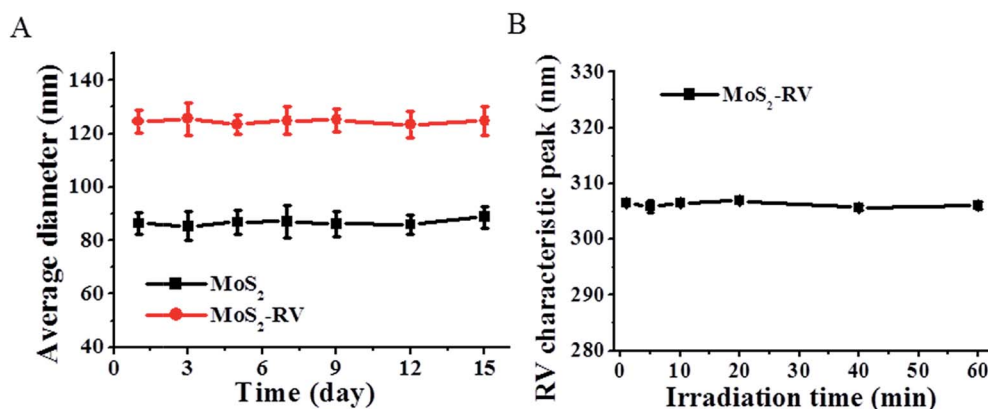 A
Average diameter (nm)
140
120
100
80
60
40
MoS₂
MoS₂-RV
0 3 6 9 12 15
Time (day)
B
RV characteristic peak (nm)
330
320
310
300
290
280
MoS₂-RV
0 10 20 30 40 50 60
Irradiation time (min)